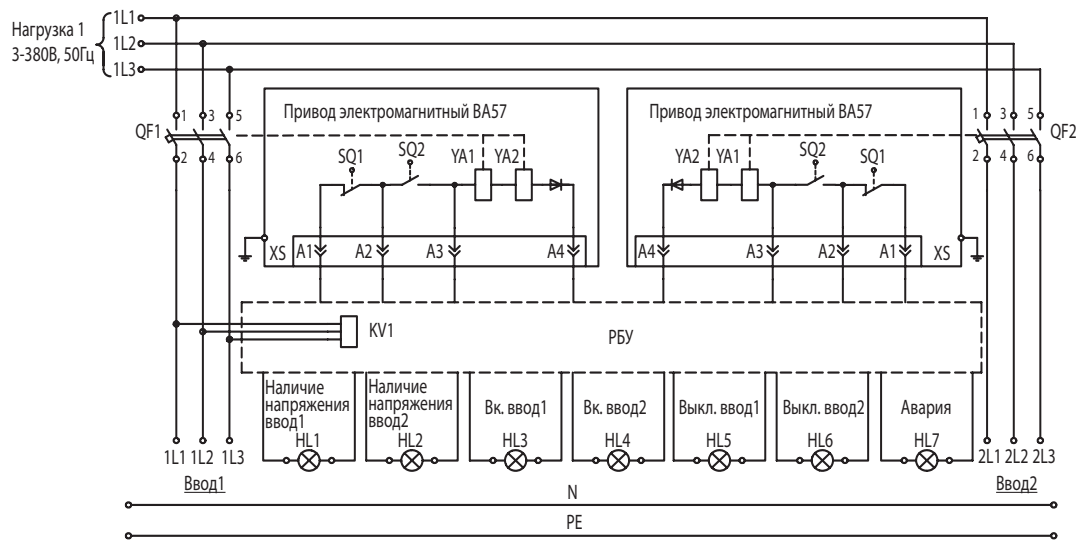 Нагрузка 1
3-380В, 50Гц
1L1
1L2
1L3
1 3 5
QF1
2 4 6
Привод электромагнитный ВА57
SQ1 SQ2 YA1 YA2
XS A1 A2 A3 A4
Привод электромагнитный ВА57
YA2 YA1 SQ2 SQ1
A4 A3 A2 A1 XS
1 3 5
QF2
2 4 6
KV1
РБУ
Наличие
напряжения
ввод1
HL1
Наличие
напряжения
ввод2
HL2
Вк. ввод1
HL3
Вк. ввод2
HL4
Выкл. ввод1
HL5
Выкл. ввод2
HL6
Авария
HL7
1L1 1L2 1L3
Ввод1
2L1 2L2 2L3
Ввод2
N
PE